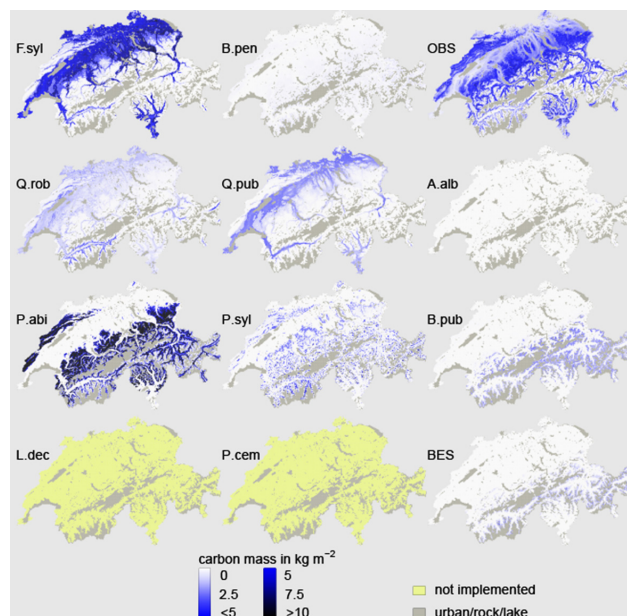 F.syl B.pen OBS
Q.rob Q.pub A.alb
P.abi P.syl B.pub
L.dec P.cem BES
carbon mass in kg m−2
0 5 not implemented
2.5 7.5
<5 >10 urban/rock/lake